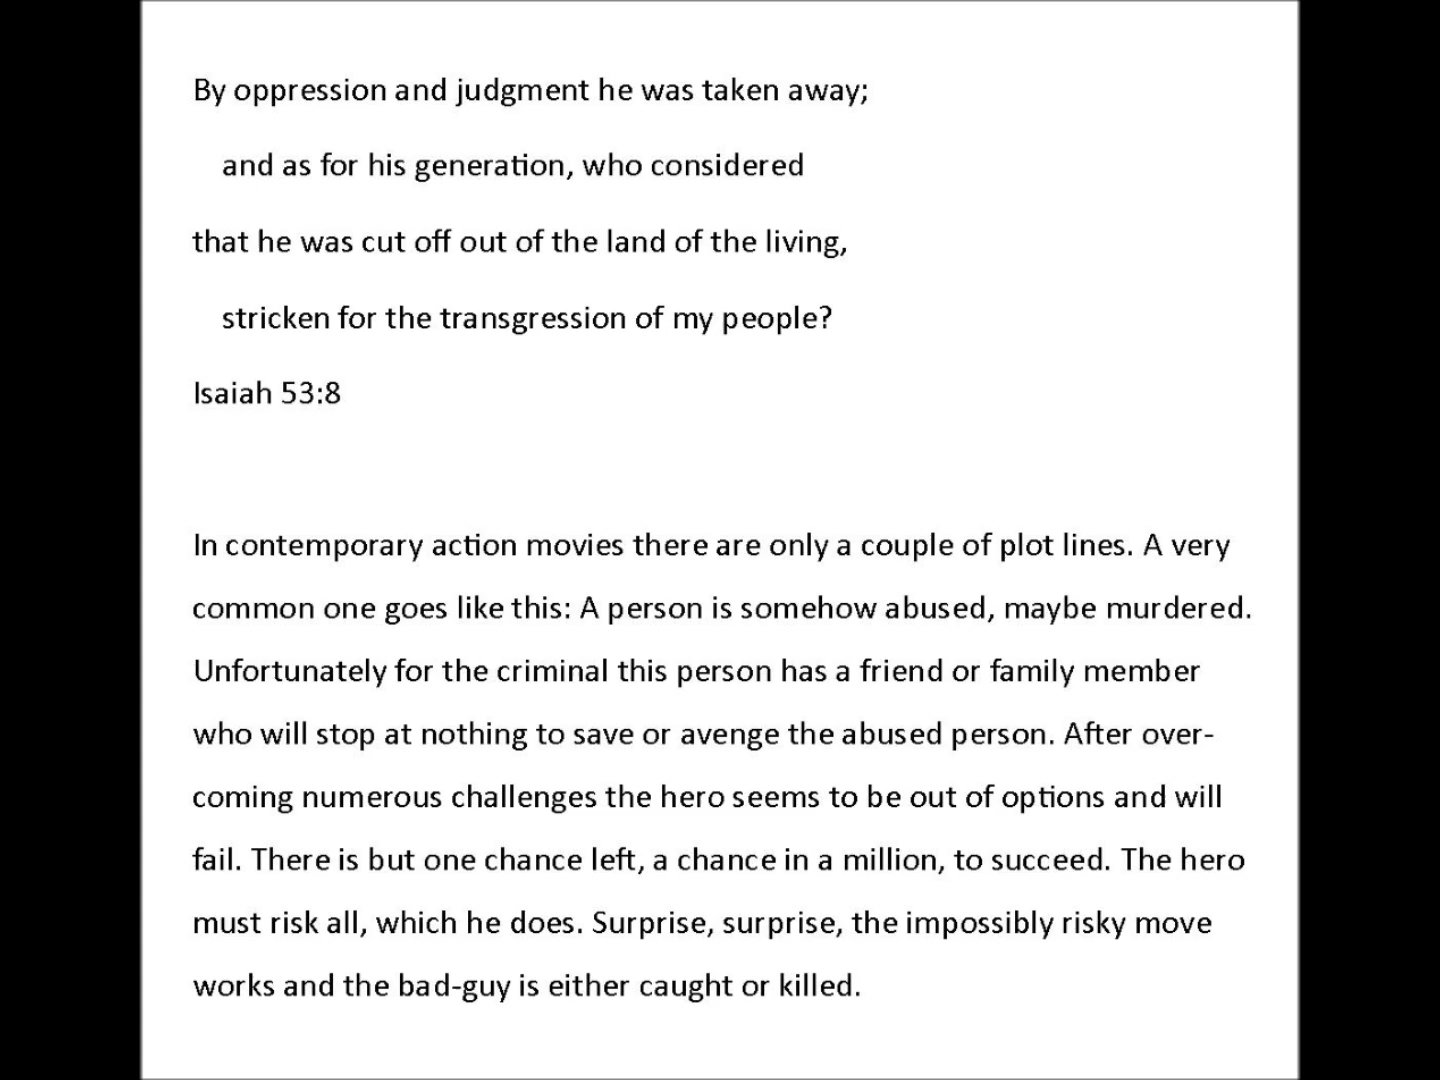 By oppression and judgment he was taken away;
and as for his generation, who considered
that he was cut off out of the land of the living,
stricken for the transgression of my people?
Isaiah 53:8
In contemporary action movies there are only a couple of plot lines. A very
common one goes like this: A person is somehow abused, maybe murdered.
Unfortunately for the criminal this person has a friend or family member
who will stop at nothing to save or avenge the abused person. After over-
coming numerous challenges the hero seems to be out of options and will
fail. There is but one chance left, a chance in a million, to succeed. The hero
must risk all, which he does. Surprise, surprise, the impossibly risky move
works and the bad-guy is either caught or killed.